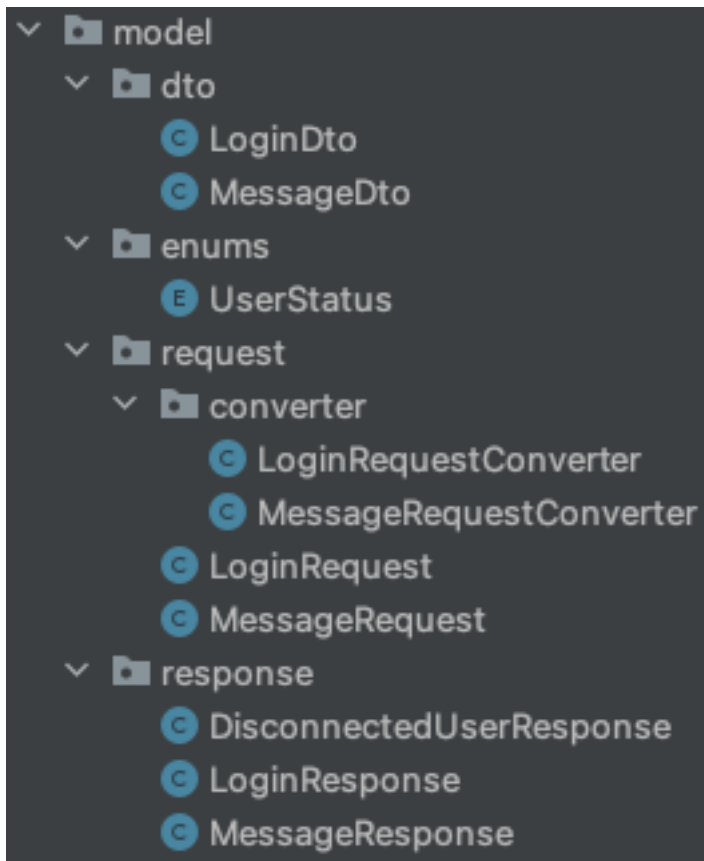 model
dto
C LoginDto
C MessageDto
enums
E UserStatus
request
converter
C LoginRequestConverter
C MessageRequestConverter
C LoginRequest
C MessageRequest
response
C DisconnectedUserResponse
C LoginResponse
C MessageResponse